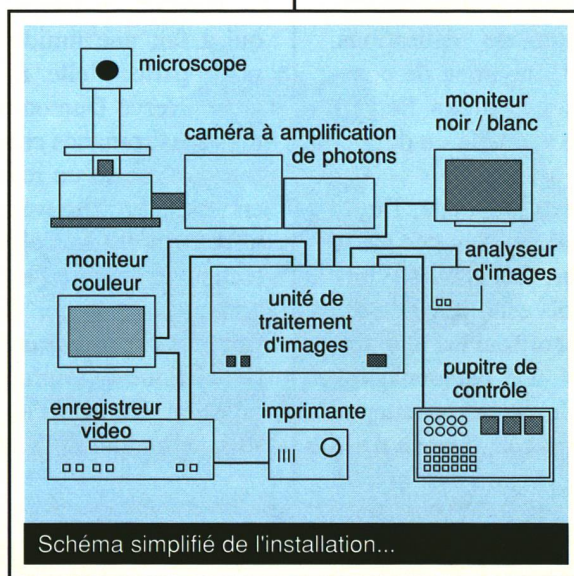 microscope
caméra à amplification
de photons
moniteur
noir / blanc
moniteur
couleur
unité de
traitement
d'images
analyseur
d'images
enregistreur
video
imprimante
pupitre de
contrôle
Schéma simplifié de l'installation...